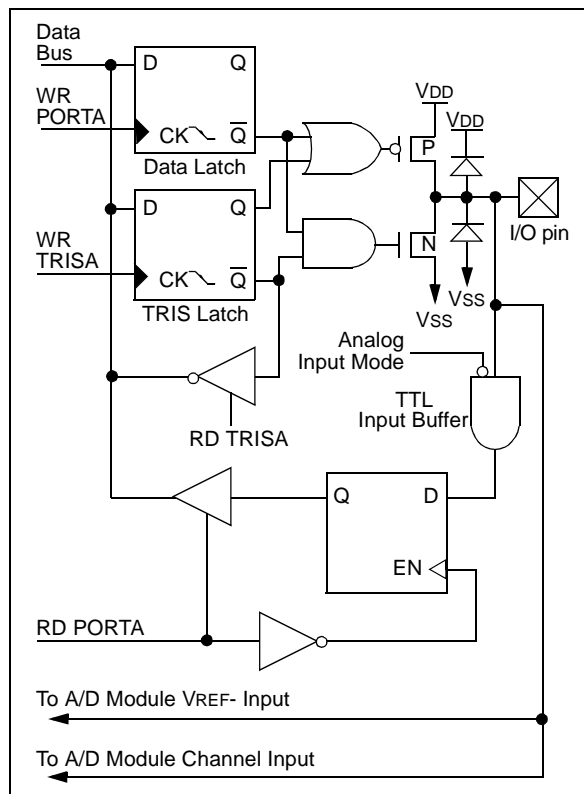 Data
Bus
D Q
VDD
WR
PORTA
VDD
CK Q
P
Data Latch
D Q
I/O pin
WR
TRISA
N
CK Q
VSS
VSS
TRIS Latch
Analog
Input Mode
TTL
Input Buffer
RD TRISA
Q D
EN
RD PORTA
To A/D Module VREF- Input
To A/D Module Channel Input